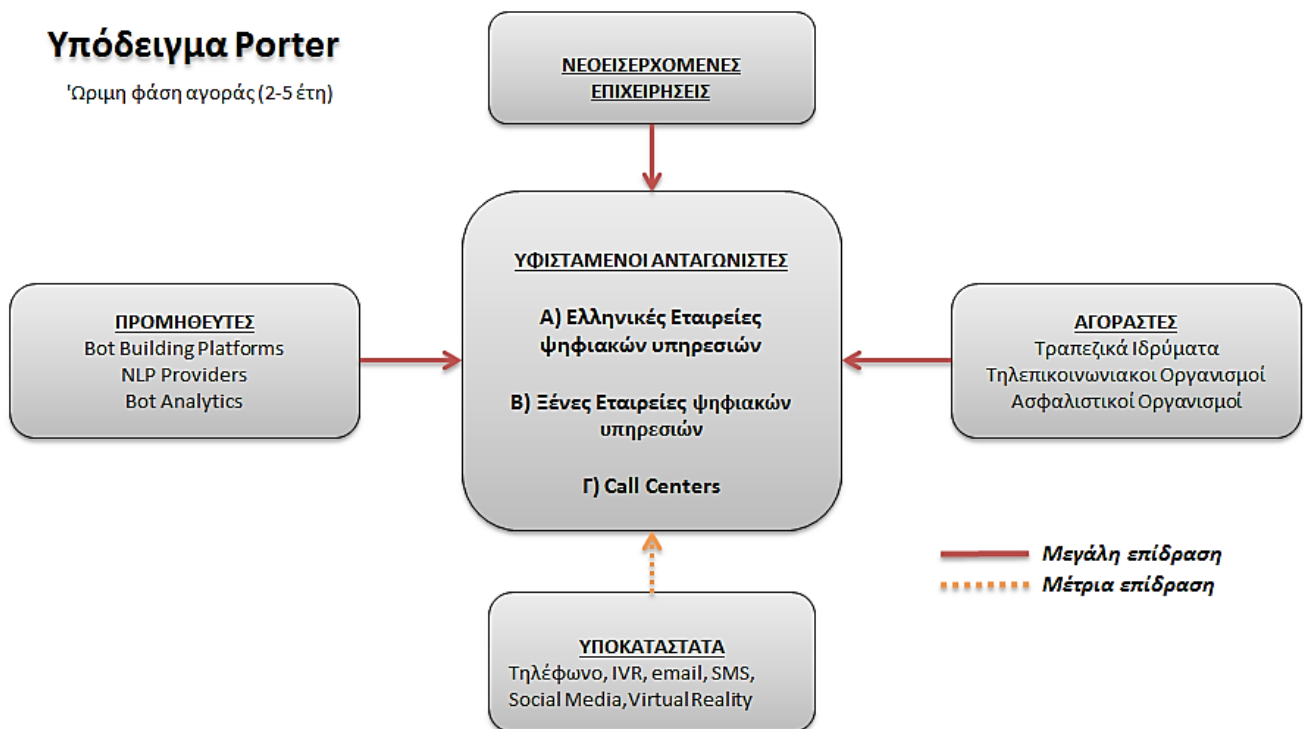 Υπόδειγμα Porter
'Ωριμη φάση αγοράς (2-5 έτη)
ΝΕΟΕΙΣΕΡΧΟΜΕΝΕΣ
ΕΠΙΧΕΙΡΗΣΕΙΣ
ΥΦΙΣΤΑΜΕΝΟΙ ΑΝΤΑΓΩΝΙΣΤΕΣ
Α) Ελληνικές Εταιρείες
ψηφιακών υπηρεσιών
Β) Ξένες Εταιρείες ψηφιακών
υπηρεσιών
Γ) Call Centers
ΠΡΟΜΗΘΕΥΤΕΣ
Bot Building Platforms
NLP Providers
Bot Analytics
ΑΓΟΡΑΣΤΕΣ
Τραπεζικά Ιδρύματα
Τηλεπικοινωνιακοι Οργανισμοί
Ασφαλιστικοί Οργανισμοί
Μεγάλη επίδραση
Μέτρια επίδραση
ΥΠΟΚΑΤΑΣΤΑΤΑ
Τηλέφωνο, IVR, email, SMS,
Social Media,Virtual Reality